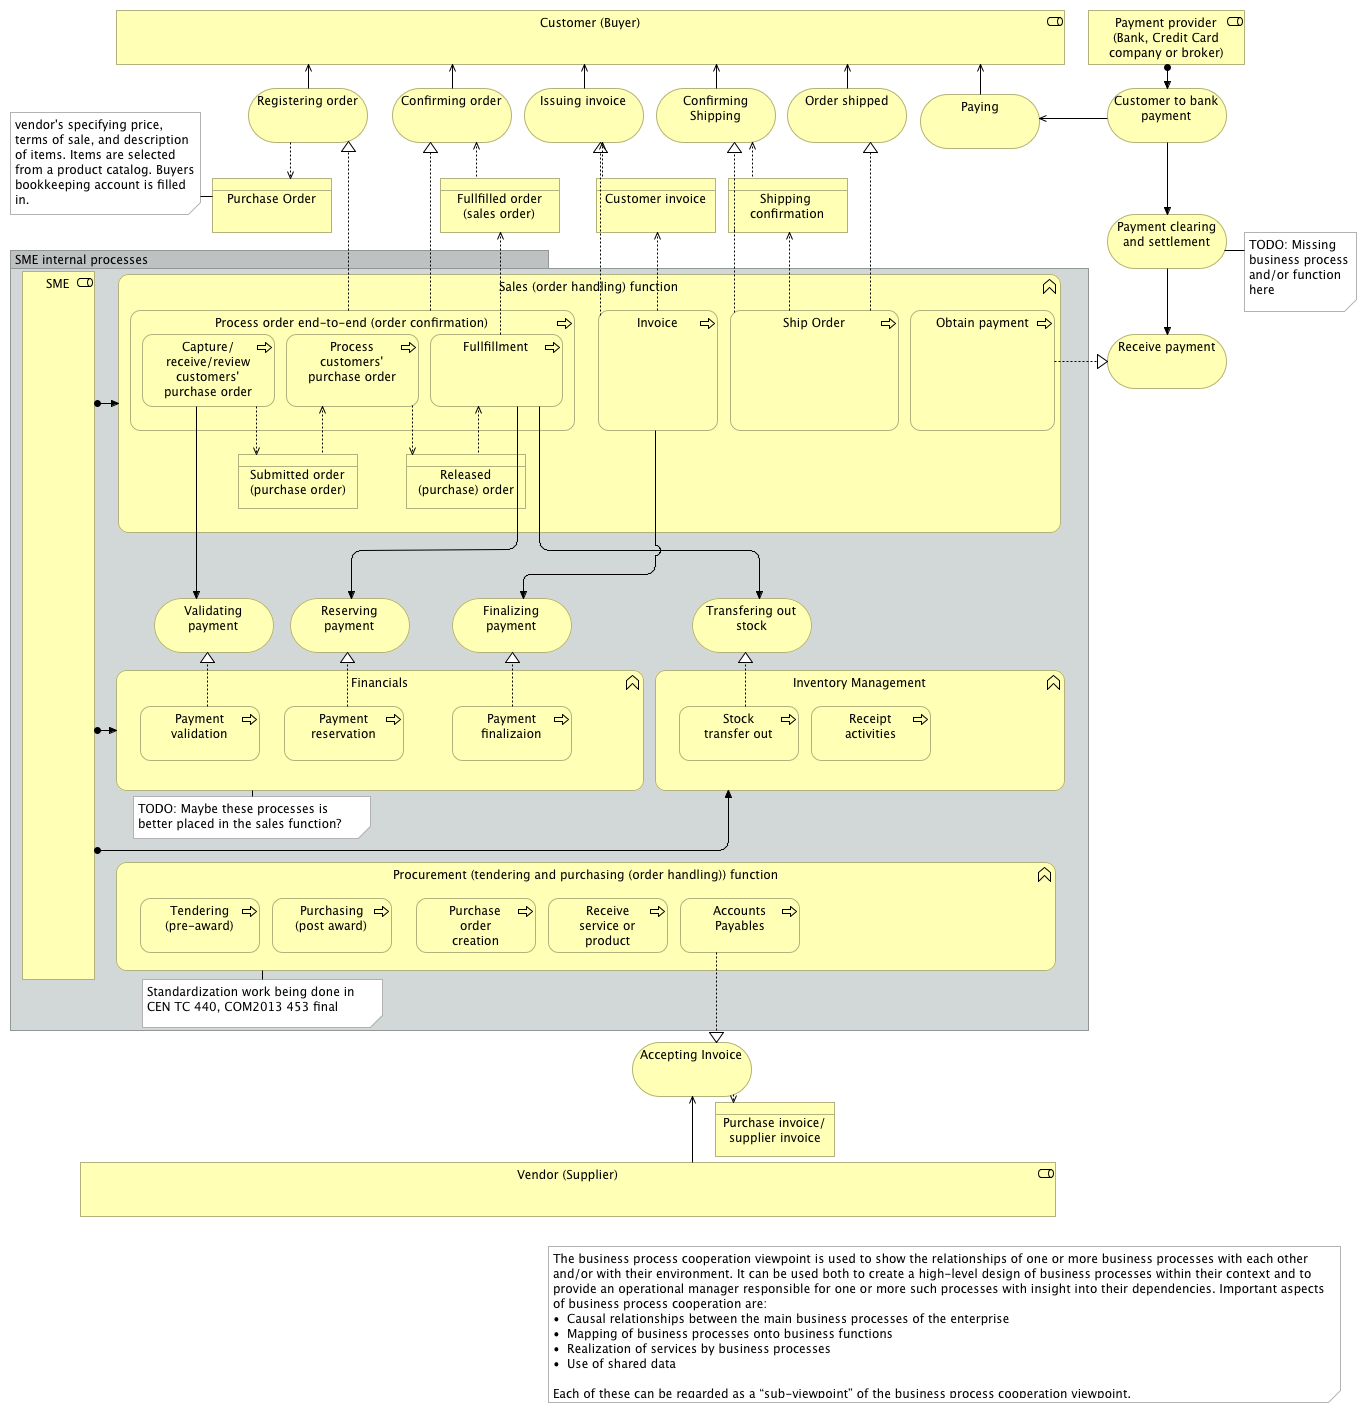 Customer (Buyer)
Payment provider
(Bank, Credit Card
company or broker)
Registering order
Confirming order
Issuing invoice
Confirming
Shipping
Order shipped
Paying
Customer to bank
payment
vendor's specifying price,
terms of sale, and description
of items. Items are selected
from a product catalog. Buyers
bookkeeping account is filled
in.
Purchase Order
Fullfilled order
(sales order)
Customer invoice
Shipping
confirmation
Payment clearing
and settlement
TODO: Missing
business process
and/or function
here
SME internal processes
SME
Sales (order handling) function
Process order end-to-end (order confirmation)
Invoice
Ship Order
Obtain payment
Receive payment
Capture/
receive/review
customers'
purchase order
Process
customers'
purchase order
Fullfillment
Submitted order
(purchase order)
Released
(purchase) order
Validating
payment
Reserving
payment
Finalizing
payment
Transfering out
stock
Financials
Inventory Management
Payment
validation
Payment
reservation
Payment
finalizaion
Stock
transfer out
Receipt
activities
TODO: Maybe these processes is
better placed in the sales function?
Procurement (tendering and purchasing (order handling)) function
Tendering
(pre-award)
Purchasing
(post award)
Purchase
order
creation
Receive
service or
product
Accounts
Payables
Standardization work being done in
CEN TC 440, COM2013 453 final
Accepting Invoice
Purchase invoice/
supplier invoice
Vendor (Supplier)
The business process cooperation viewpoint is used to show the relationships of one or more business processes with each other
and/or with their environment. It can be used both to create a high-level design of business processes within their context and to
provide an operational manager responsible for one or more such processes with insight into their dependencies. Important aspects
of business process cooperation are:
• Causal relationships between the main business processes of the enterprise
• Mapping of business processes onto business functions
• Realization of services by business processes
• Use of shared data
Each of these can be regarded as a “sub-viewpoint” of the business process cooperation viewpoint.